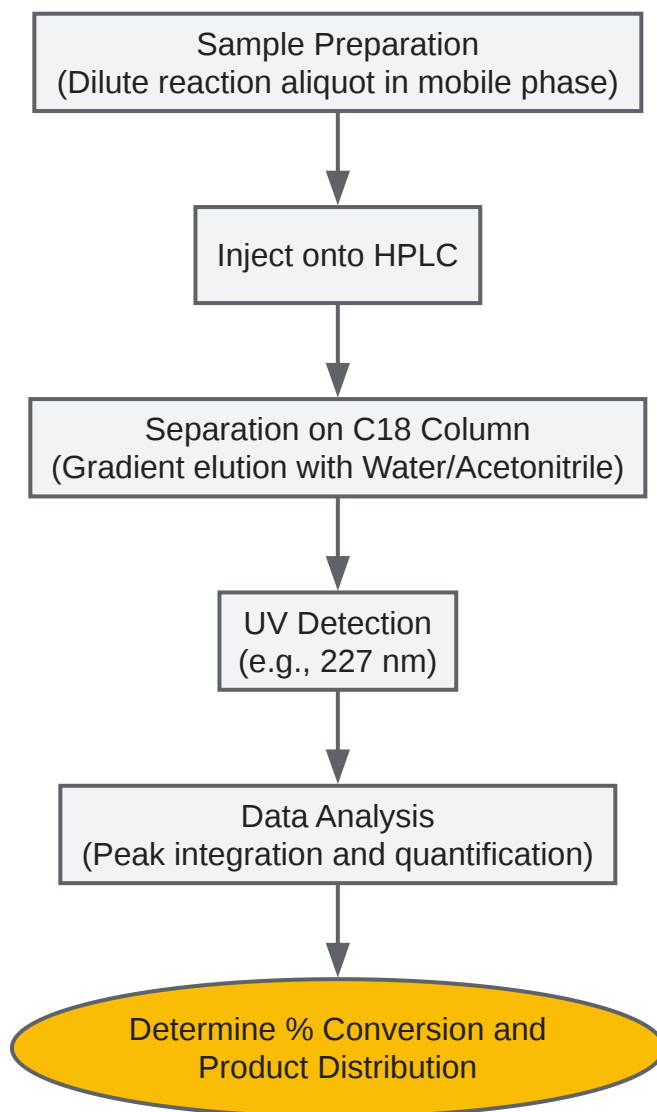 Sample Preparation
(Dilute reaction aliquot in mobile phase)
Inject onto HPLC
Separation on C18 Column
(Gradient elution with Water/Acetonitrile)
UV Detection
(e.g., 227 nm)
Data Analysis
(Peak integration and quantification)
Determine % Conversion and
Product Distribution